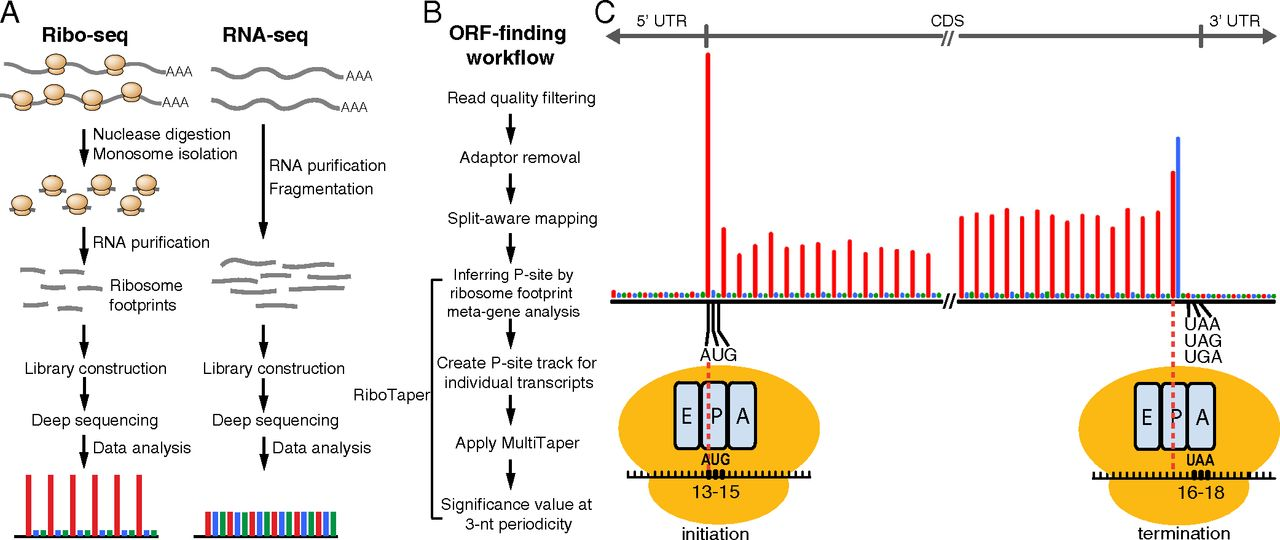 A
Ribo-seq
RNA-seq
AAA
AAA
AAA
AAA
Nuclease digestion
Monosome isolation
RNA purification
Fragmentation
RNA purification
Ribosome
footprints
Library construction
Library construction
Deep sequencing
Deep sequencing
Data analysis
Data analysis
B
ORF-finding
workflow
Read quality filtering
Adaptor removal
Split-aware mapping
Inferring P-site by
ribosome footprint
meta-gene analysis
Create P-site track for
individual transcripts
RiboTaper
Apply MultiTaper
Significance value at
3-nt periodicity
C
5' UTR
CDS
3' UTR
//
//
AUG
UAA
UAG
UGA
E P A
AUG
13-15
initiation
E P A
UAA
16-18
termination